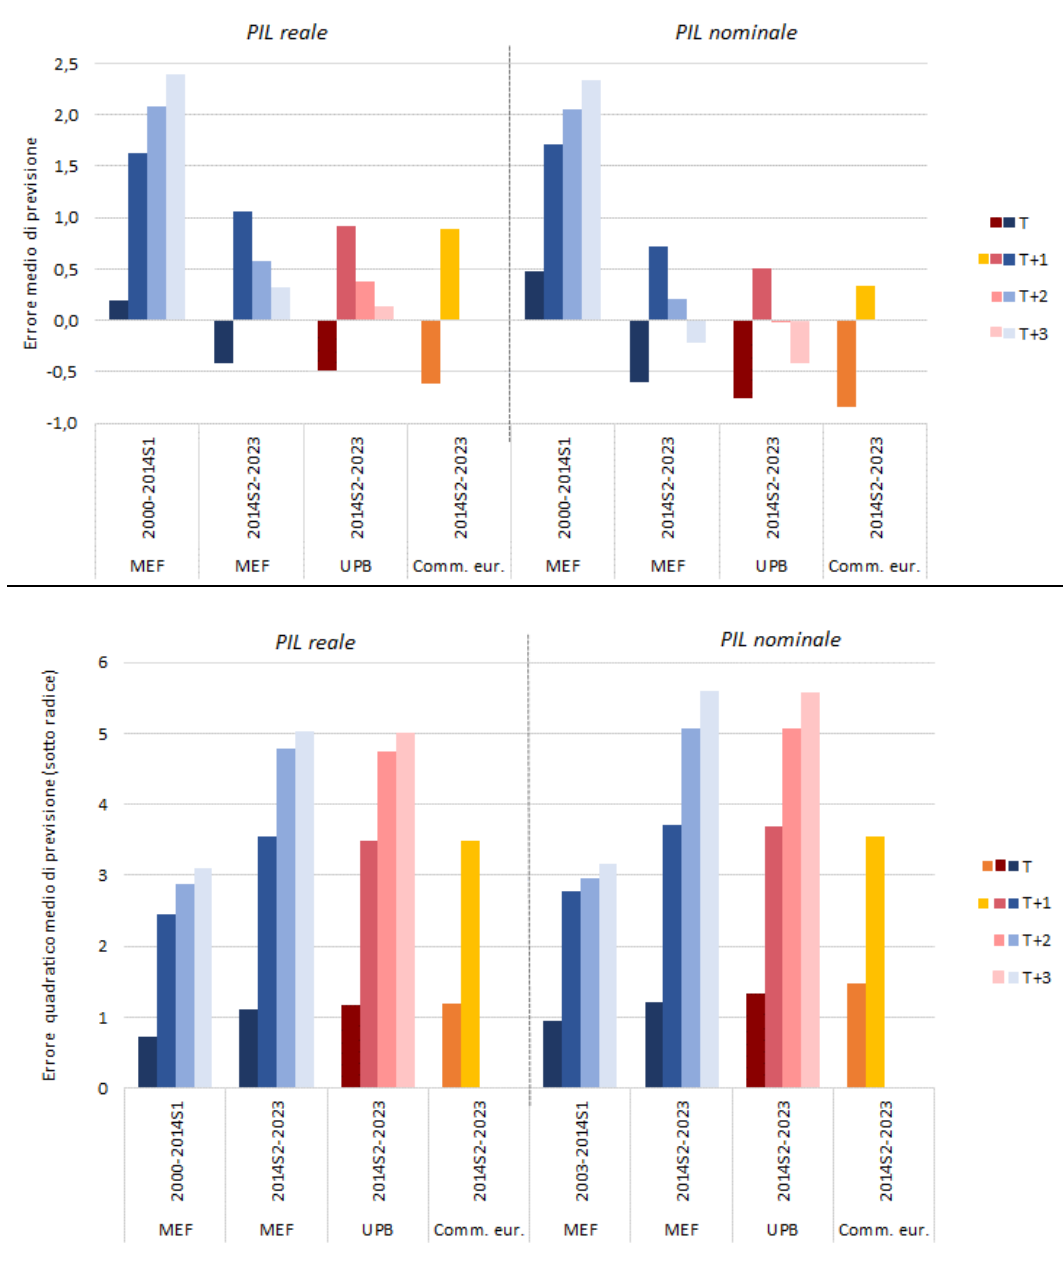 PIL reale
PIL nominale
Errore medio di previsione
2,5
2,0
1,5
1,0
0,5
0,0
-0,5
-1,0
T
T+1
T+2
T+3
2000-2014S1
2014S2-2023
2014S2-2023
2014S2-2023
2000-2014S1
2014S2-2023
2014S2-2023
2014S2-2023
MEF
MEF
UPB
Comm. eur.
MEF
MEF
UPB
Comm. eur.
PIL reale
PIL nominale
Errore quadratico medio di previsione (sotto radice)
6
5
4
3
2
1
0
T
T+1
T+2
T+3
2000-2014S1
2014S2-2023
2014S2-2023
2014S2-2023
2003-2014S1
2014S2-2023
2014S2-2023
2014S2-2023
MEF
MEF
UPB
Comm. eur.
MEF
MEF
UPB
Comm. eur.